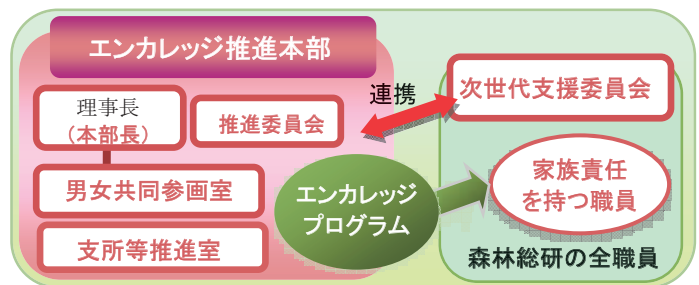 エンカレッジ推進本部
理事長
（本部長）
推進委員会
男女共同参画室
支所等推進室
連携
エンカレッジ
プログラム
次世代支援委員会
家族責任
を持つ職員
森林総研の全職員